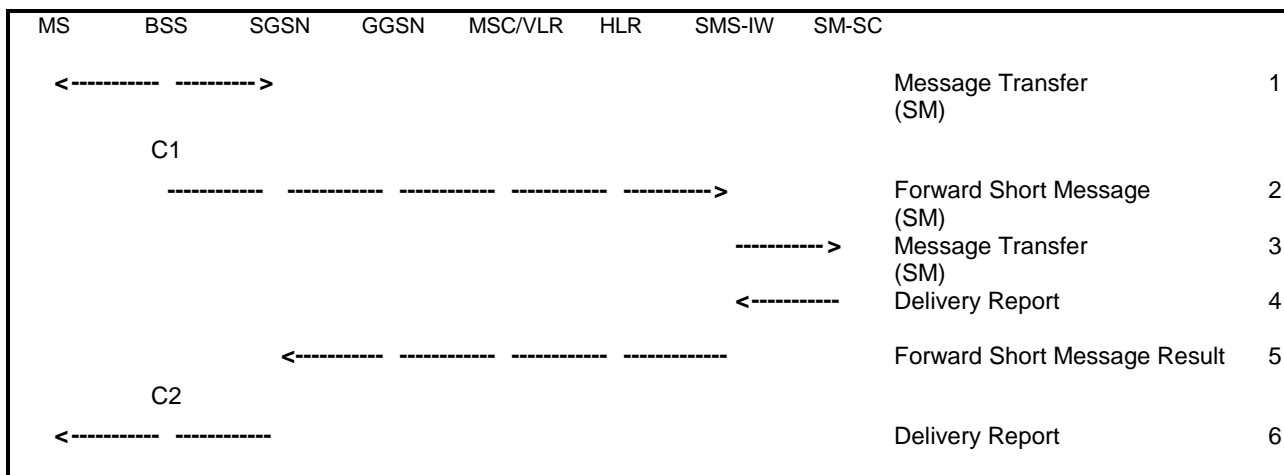 MS BSS SGSN GGSN MSC/VLR HLR SMS-IW SM-SC
Message Transfer 1
(SM)
C1
Forward Short Message 2
(SM)
Message Transfer 3
(SM)
Delivery Report 4
Forward Short Message Result 5
C2
Delivery Report 6